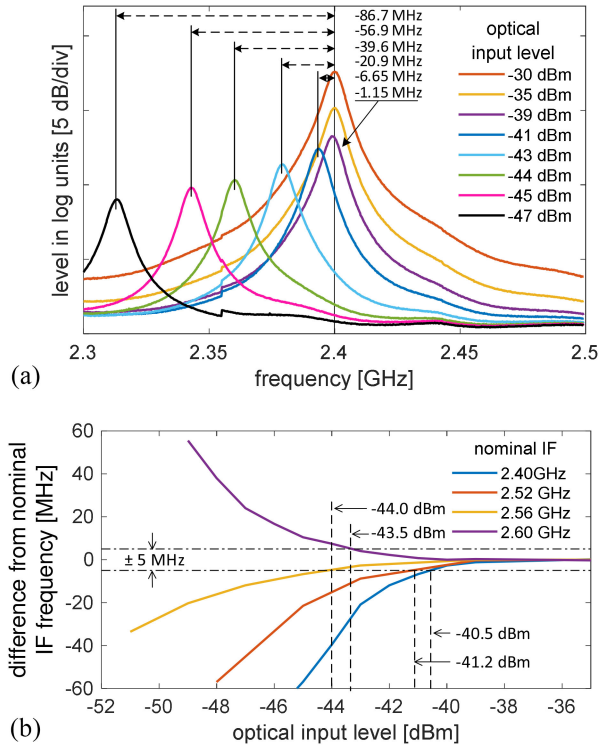 -86.7 MHz
-56.9 MHz
-39.6 MHz
-20.9 MHz
-6.65 MHz
-1.15 MHz
optical
input level
-30 dBm
-35 dBm
-39 dBm
-41 dBm
-43 dBm
-44 dBm
-45 dBm
-47 dBm
level in log units [5 dB/div]
2.3
2.35
2.4
2.45
2.5
frequency [GHz]
(a)
60
40
20
0
-20
-40
-60
difference from nominal
IF frequency [MHz]
± 5 MHz
-44.0 dBm
-43.5 dBm
nominal IF
2.40GHz
2.52 GHz
2.56 GHz
2.60 GHz
-40.5 dBm
-41.2 dBm
-52
-50
-48
-46
-44
-42
-40
-38
-36
optical input level [dBm]
(b)